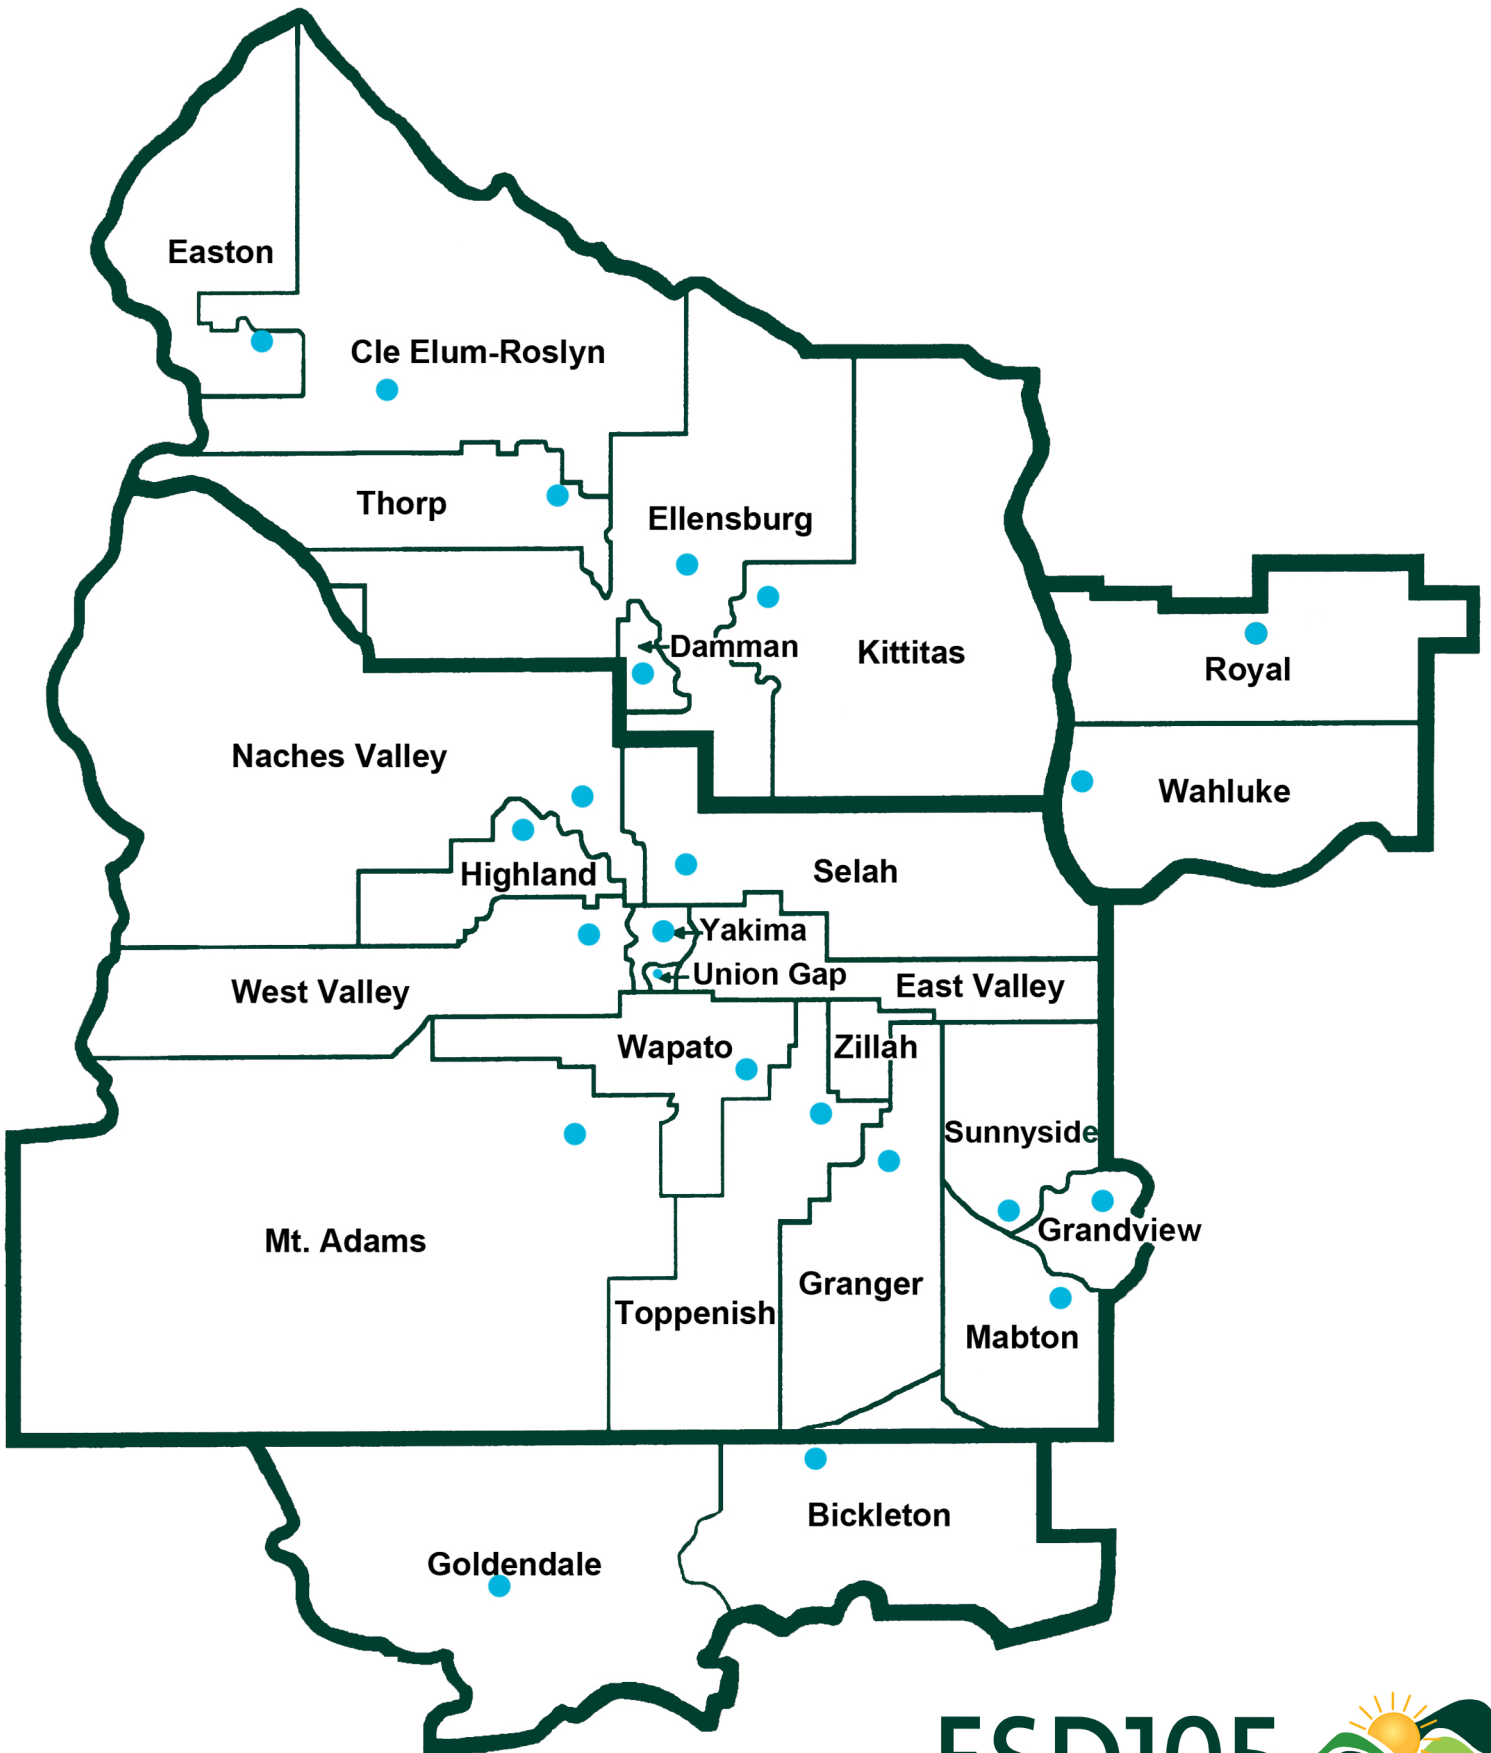 Easton
Cle Elum-Roslyn
Thorp
Ellensburg
Damman
Kittitas
Royal
Naches Valley
Wahluke
Highland
Selah
Yakima
Union Gap
West Valley
East Valley
Wapato
Zillah
Sunnyside
Grandview
Mt. Adams
Granger
Toppenish
Mabton
Bickleton
Goldendale
ESD105